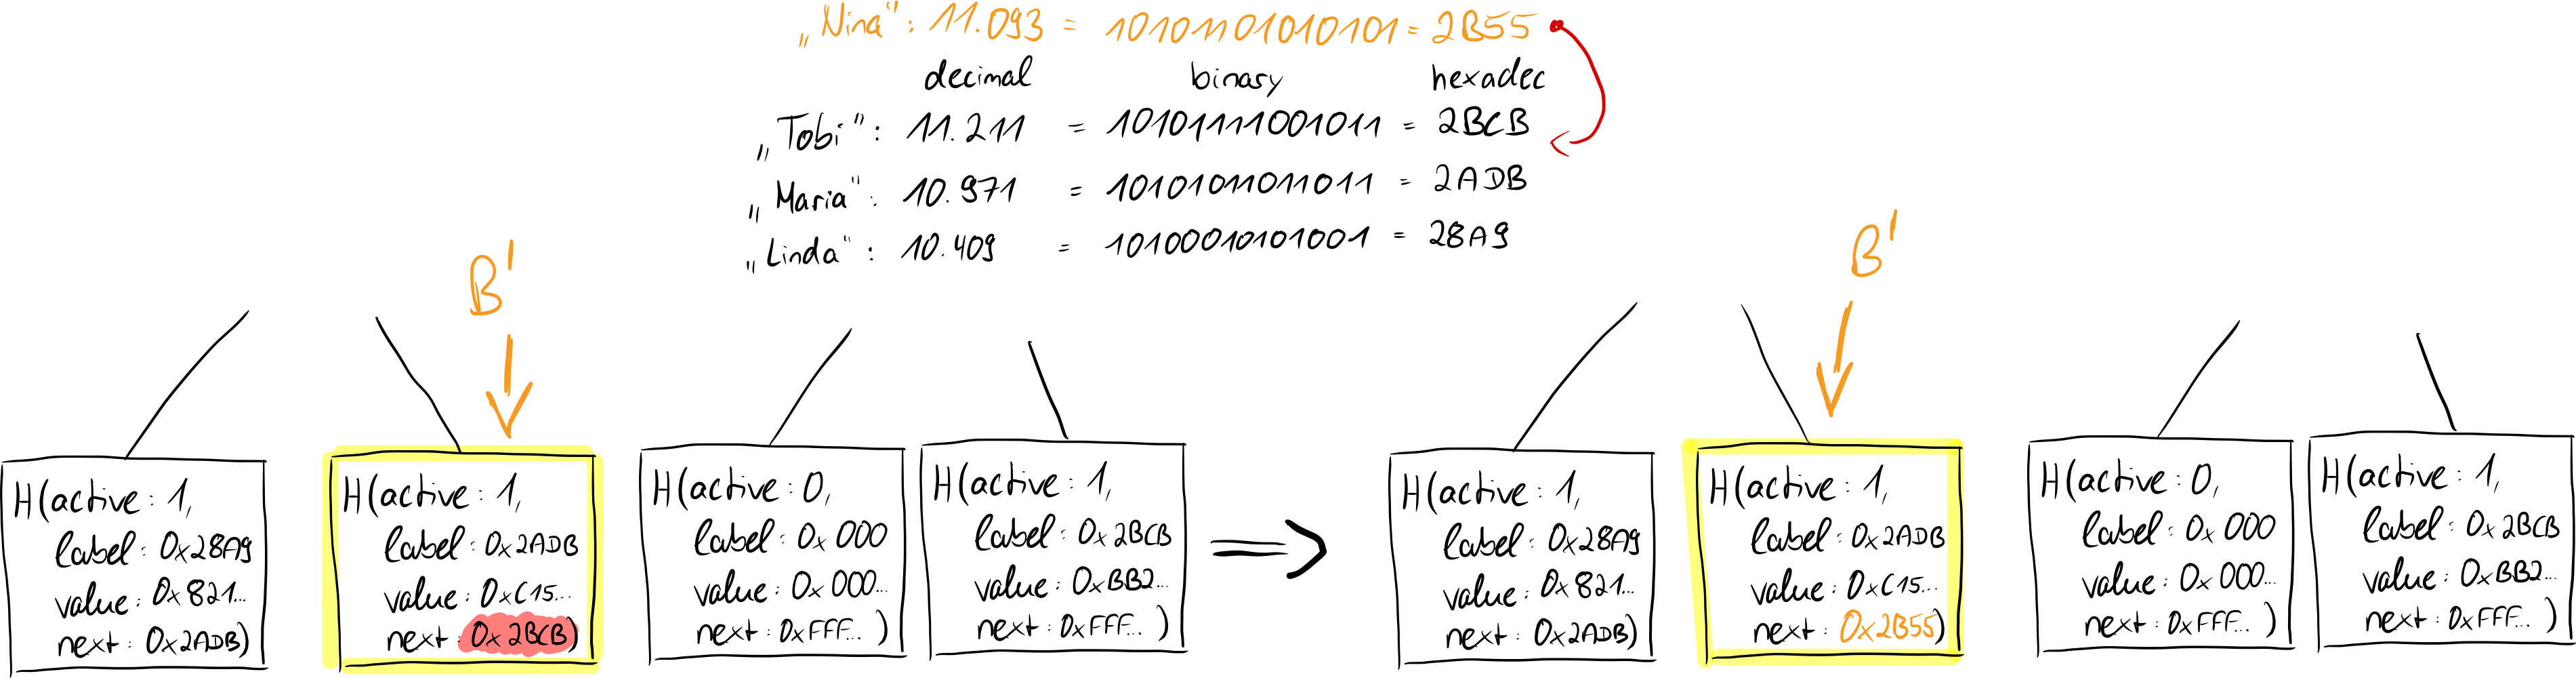 „Nina“: 11.093 = 10101101010101 = 2B55
decimal binary hexadec
„Tobi“: 11.211 = 10101111001011 = 2BCB
„Maria“: 10.971 = 10101011011011 = 2ADB
„Linda“: 10.409 = 10100010101001 = 28A9
B'
B'
H(active: 1,
label: 0x28A9
value: 0x821...
next: 0x2ADB)
H(active: 1,
label: 0x2ADB
value: 0xC15...
next: 0x2BCB)
H(active: 0,
label: 0x000
value: 0x000...
next: 0xFFF... )
H(active: 1,
label: 0x2BCB
value: 0xBB2...
next: 0xFFF... )
H(active: 1,
label: 0x28A9
value: 0x821...
next: 0x2ADB)
H(active: 1,
label: 0x2ADB
value: 0xC15...
next: 0x2B55)
H(active: 0,
label: 0x000
value: 0x000...
next: 0xFFF... )
H(active: 1,
label: 0x2BCB
value: 0xBB2...
next: 0xFFF... )